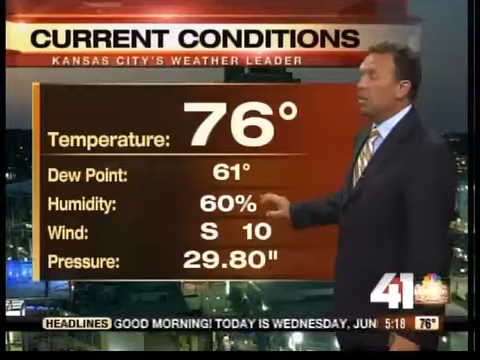 41
CURRENT CONDITIONS
KANSAS CITY'S WEATHER LEADER
Temperature: 76°
Dew Point: 61°
Humidity: 60%
Wind: S 10
Pressure: 29.80"
41
HEADLINES GOOD MORNING! TODAY IS WEDNESDAY, JUN 5:18 76°